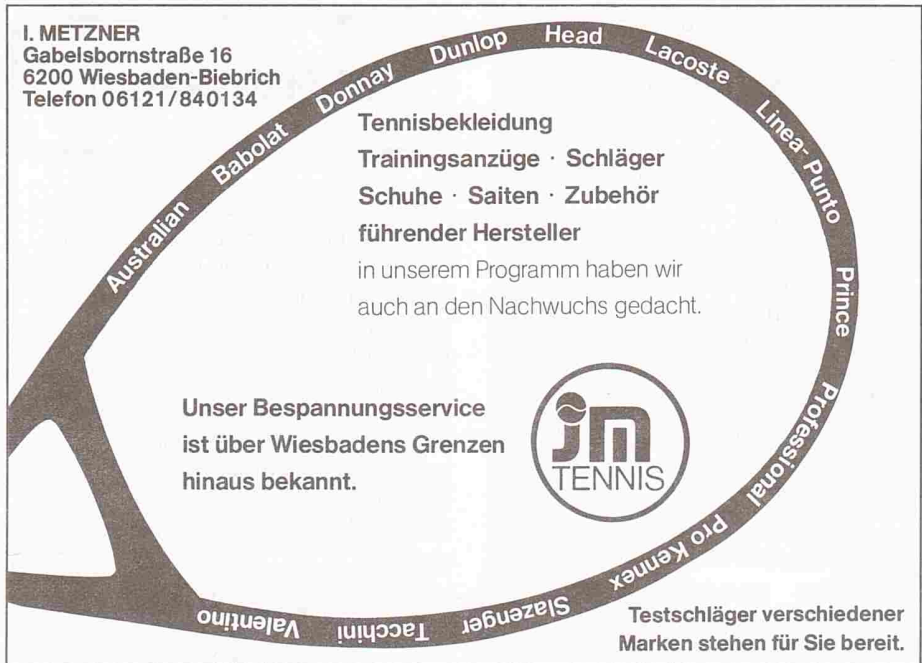 I. METZNER
Gabelsbornstraße 16
6200 Wiesbaden-Biebrich
Telefon 06121/840134
Australian Babolat Donnay Dunlop Head Lacoste Linea-Punto Prince Professional Pro Kennex Slazenger Tacchini Valentino
Tennisbekleidung
Trainingsanzüge · Schläger
Schuhe · Saiten · Zubehör
führender Hersteller
in unserem Programm haben wir
auch an den Nachwuchs gedacht.
Unser Bespannungsservice
ist über Wiesbadens Grenzen
hinaus bekannt.
jm
TENNIS
Testschläger verschiedener
Marken stehen für Sie bereit.